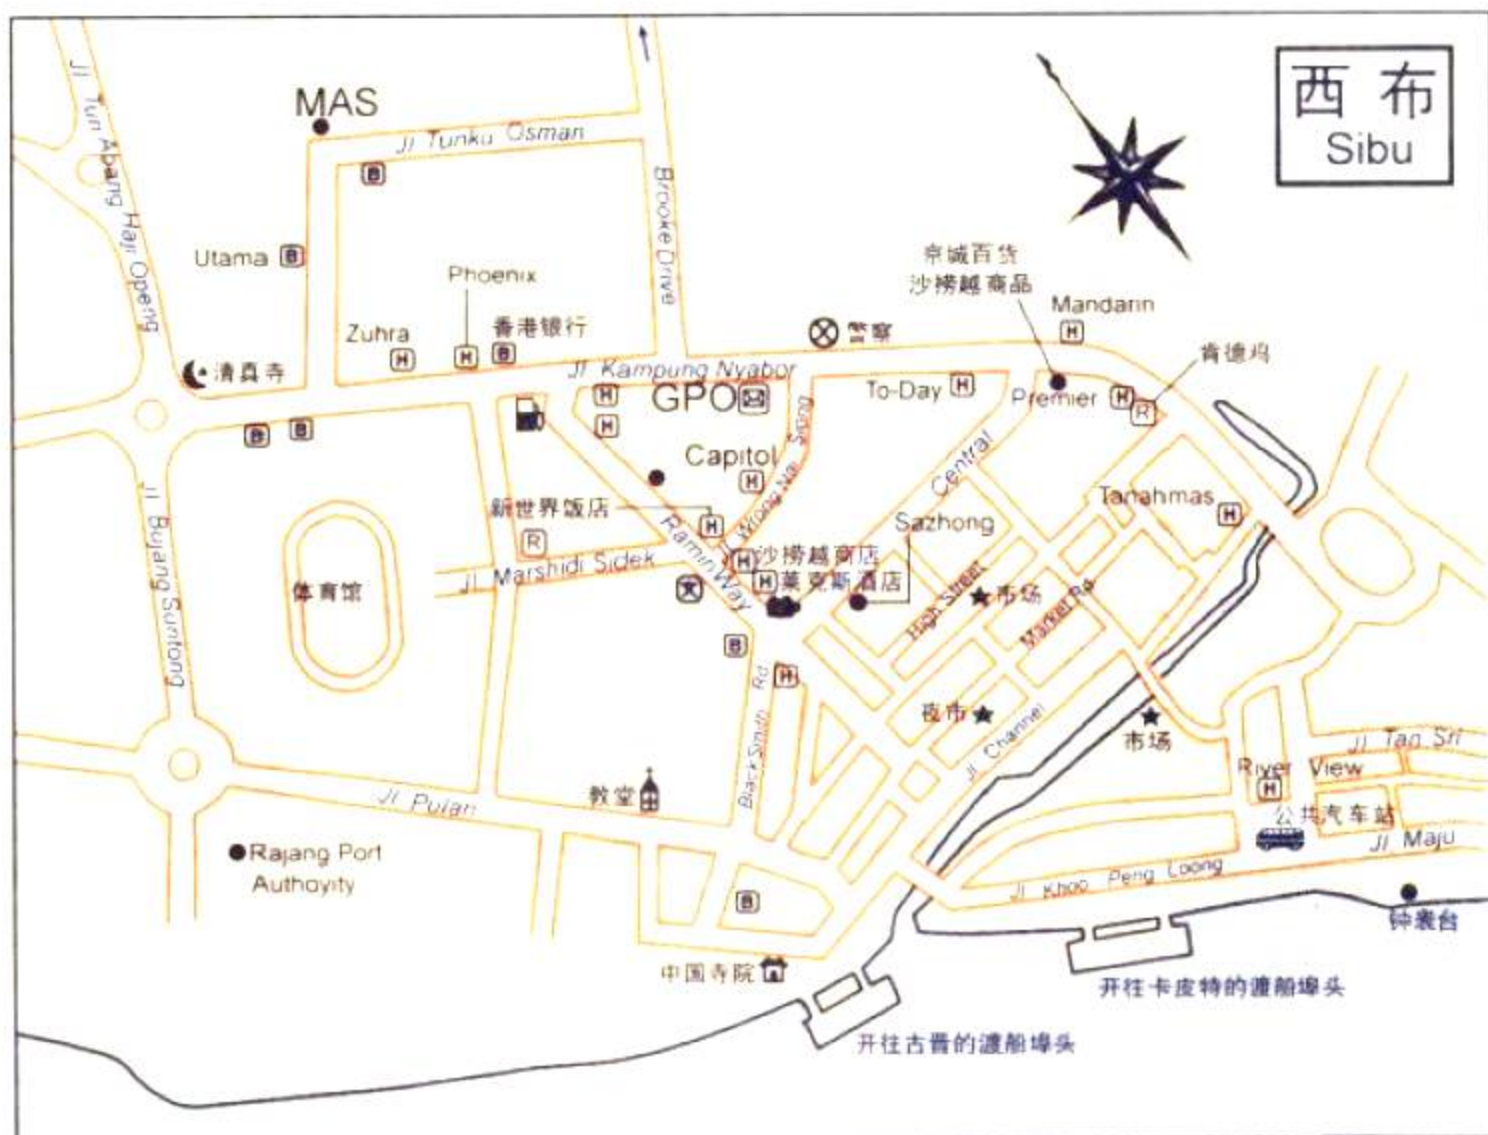 西布
Sibu
MAS
Jl Tunku Osman
Jl Tun Abang Haji Openg
Brooke Drive
Utama
B
B
Phoenix
京城百货
沙捞越商品
Mandarin
H
Zuhra
H
H
香港银行
B
警察
肯德鸡
清真寺
Jl Kampung Nyabor
To-Day
H
Premier
H
R
H
GPO
H
B
B
Capitol
H
Wrong Nai Siong
Central
Tanahmas
H
新世界饭店
H
Sazhong
R
Jl Marshidi Sidek
Ramin Way
H
沙捞越商店
H
莱克斯酒店
体育馆
Jl Bujang Suntong
High Street
市场
Market Rd
B
H
BlackSmith Rd
夜市
Jl Channel
市场
Jl Tan Sri
River View
H
教堂
Jl Pulan
公共汽车站
Jl Maju
Rajang Port
Authoyity
Jl Khoo Peng Loong
B
钟表台
中国寺院
开往卡皮特的渡船埠头
开往古晋的渡船埠头